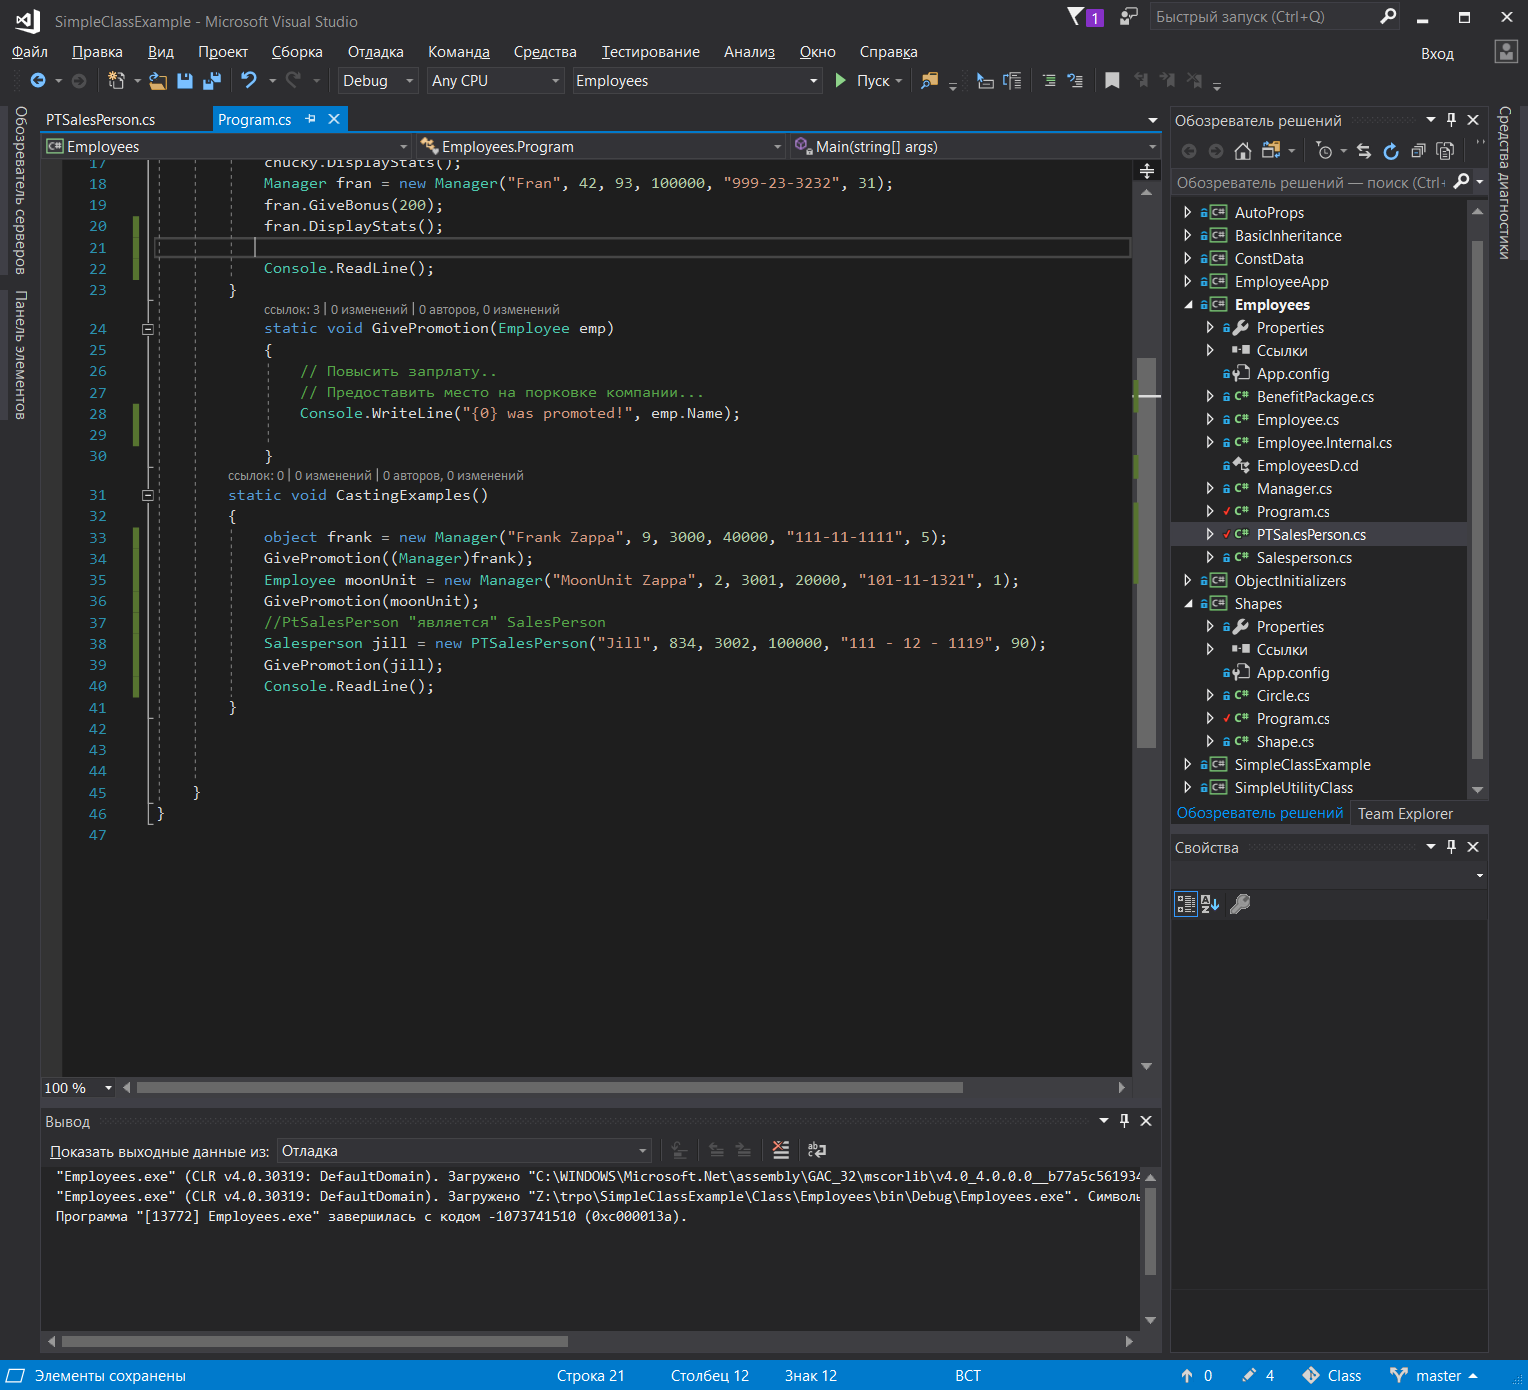 SimpleClassExample - Microsoft Visual Studio
1
Быстрый запуск (Ctrl+Q)
Файл Правка Вид Проект Сборка Отладка Команда Средства Тестирование Анализ Окно Справка
Вход
Debug Any CPU Employees Пуск
Обозреватель серверов
Панель элементов
PTSalesPerson.cs Program.cs
Employees Employees.Program Main(string[] args)
17 chucky.DisplayStats();
18 Manager fran = new Manager("Fran", 42, 93, 100000, "999-23-3232", 31);
19 fran.GiveBonus(200);
20 fran.DisplayStats();
21
22 Console.ReadLine();
23 }
ссылок: 3 | 0 изменений | 0 авторов, 0 изменений
24 static void GivePromotion(Employee emp)
25 {
26 // Повысить запрлату..
27 // Предоставить место на порковке компании...
28 Console.WriteLine("{0} was promoted!", emp.Name);
29
30 }
ссылок: 0 | 0 изменений | 0 авторов, 0 изменений
31 static void CastingExamples()
32 {
33 object frank = new Manager("Frank Zappa", 9, 3000, 40000, "111-11-1111", 5);
34 GivePromotion((Manager)frank);
35 Employee moonUnit = new Manager("MoonUnit Zappa", 2, 3001, 20000, "101-11-1321", 1);
36 GivePromotion(moonUnit);
37 //PtSalesPerson "является" SalesPerson
38 Salesperson jill = new PTSalesPerson("Jill", 834, 3002, 100000, "111 - 12 - 1119", 90);
39 GivePromotion(jill);
40 Console.ReadLine();
41 }
42
43
44
45 }
46 }
47
100 %
Вывод
Показать выходные данные из: Отладка
"Employees.exe" (CLR v4.0.30319: DefaultDomain). Загружено "C:\WINDOWS\Microsoft.Net\assembly\GAC_32\mscorlib\v4.0_4.0.0.0__b77a5c561934
"Employees.exe" (CLR v4.0.30319: DefaultDomain). Загружено "Z:\trpo\SimpleClassExample\Class\Employees\bin\Debug\Employees.exe". Символь
Программа "[13772] Employees.exe" завершилась с кодом -1073741510 (0xc000013a).
Обозреватель решений
Обозреватель решений — поиск (Ctrl+
C# AutoProps
C# BasicInheritance
C# ConstData
C# EmployeeApp
C# Employees
Properties
Ссылки
App.config
C# BenefitPackage.cs
C# Employee.cs
C# Employee.Internal.cs
EmployeesD.cd
C# Manager.cs
C# Program.cs
C# PTSalesPerson.cs
C# Salesperson.cs
C# ObjectInitializers
C# Shapes
Properties
Ссылки
App.config
C# Circle.cs
C# Program.cs
C# Shape.cs
C# SimpleClassExample
C# SimpleUtilityClass
Обозреватель решений Team Explorer
Свойства
Средства диагностики
Элементы сохранены Строка 21 Столбец 12 Знак 12 ВСТ 0 4 Class master